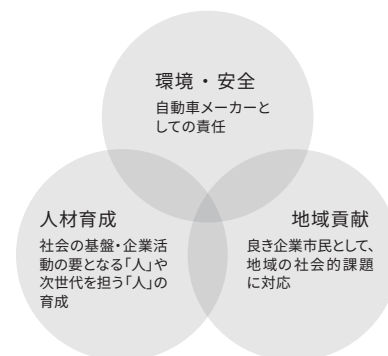 環境・安全
自動車メーカーと
しての責任
人材育成
社会の基盤・企業活
動の要となる「人」や
次世代を担う「人」の
育成
地域貢献
良き企業市民として、
地域の社会的課題
に対応